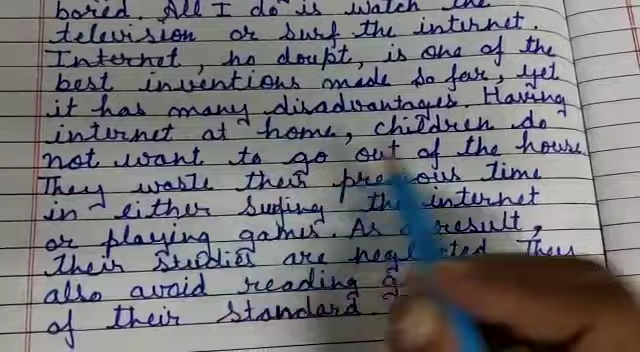 bored. All I do is watch the
television or surf the internet.
Internet, no doupt, is one of the
best inventions made so far, yet
it has many disadvantages. Having
internet at home, children do
not want to go out of the house.
They waste their precious time
in either surfing the internet
or playing games. As a result,
their studies are neglected. They
also avoid reading
of their standard.